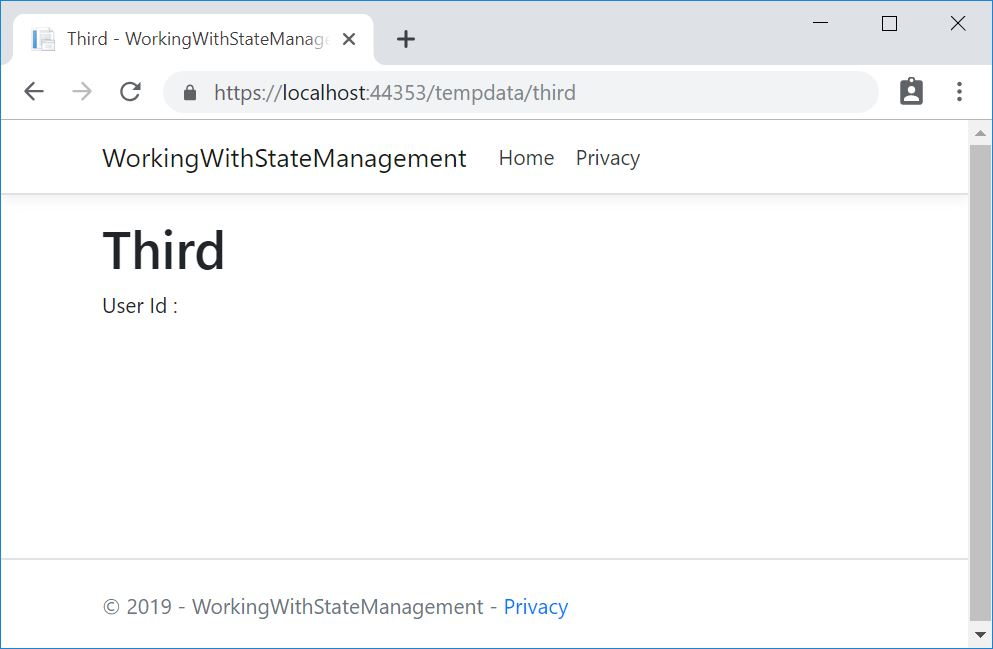 Third - WorkingWithStateManage
https://localhost:44353/tempdata/third
WorkingWithStateManagement Home Privacy
Third
User Id :
© 2019 - WorkingWithStateManagement - Privacy